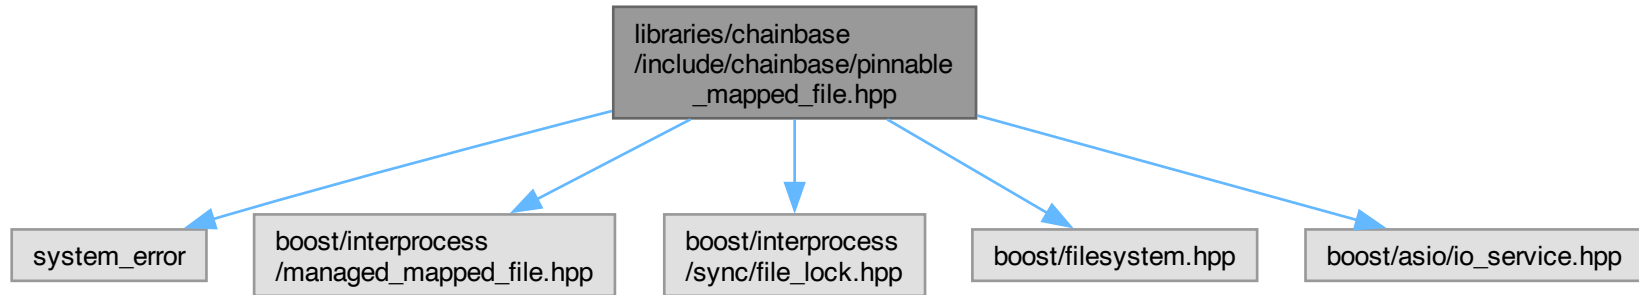 libraries/chainbase
/include/chainbase/pinnable
_mapped_file.hpp
system_error
boost/interprocess
/managed_mapped_file.hpp
boost/interprocess
/sync/file_lock.hpp
boost/filesystem.hpp
boost/asio/io_service.hpp